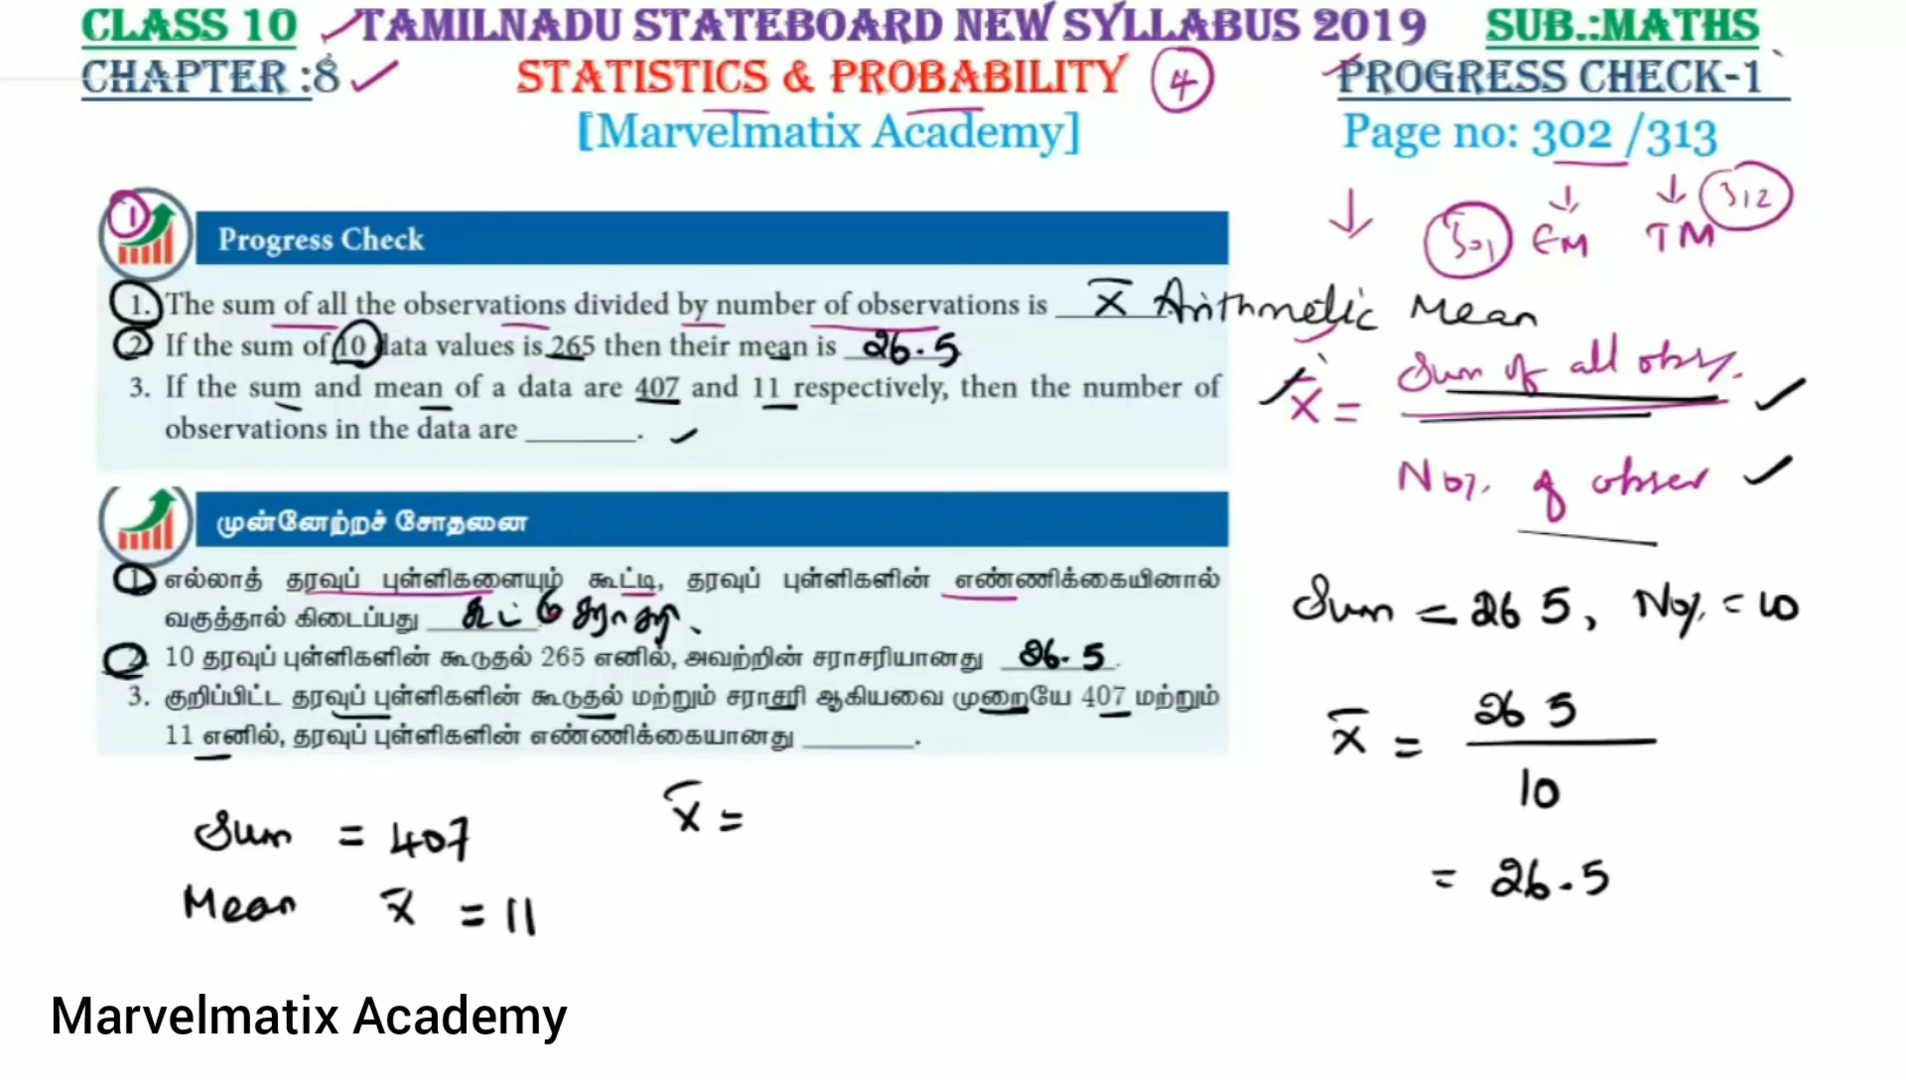 CLASS 10 TAMILNADU STATEBOARD NEW SYLLABUS 2019 SUB.:MATHS
CHAPTER :8 STATISTICS & PROBABILITY 4 PROGRESS CHECK-1
[Marvelmatix Academy] Page no: 302 /313
1 Progress Check
301 EM TM 312
1. The sum of all the observations divided by number of observations is x̄ Arithmetic Mean
2. If the sum of 10 data values is 265 then their mean is 26.5
3. If the sum and mean of a data are 407 and 11 respectively, then the number of
observations in the data are ________.
x̄ = Sum of all obs.
No/. of obser
முன்னேற்றச் சோதனை
1. எல்லாத் தரவுப் புள்ளிகளையும் கூட்டி, தரவுப் புள்ளிகளின் எண்ணிக்கையினால்
வகுத்தால் கிடைப்பது கூட்டு சராசரி.
2. 10 தரவுப் புள்ளிகளின் கூடுதல் 265 எனில், அவற்றின் சராசரியானது 26.5.
3. குறிப்பிட்ட தரவுப் புள்ளிகளின் கூடுதல் மற்றும் சராசரி ஆகியவை முறையே 407 மற்றும்
11 எனில், தரவுப் புள்ளிகளின் எண்ணிக்கையானது ________.
Sum = 265, No/. = 10
x̄ = 265
10
= 26.5
Sum = 407 x̄ =
Mean x̄ = 11
Marvelmatix Academy